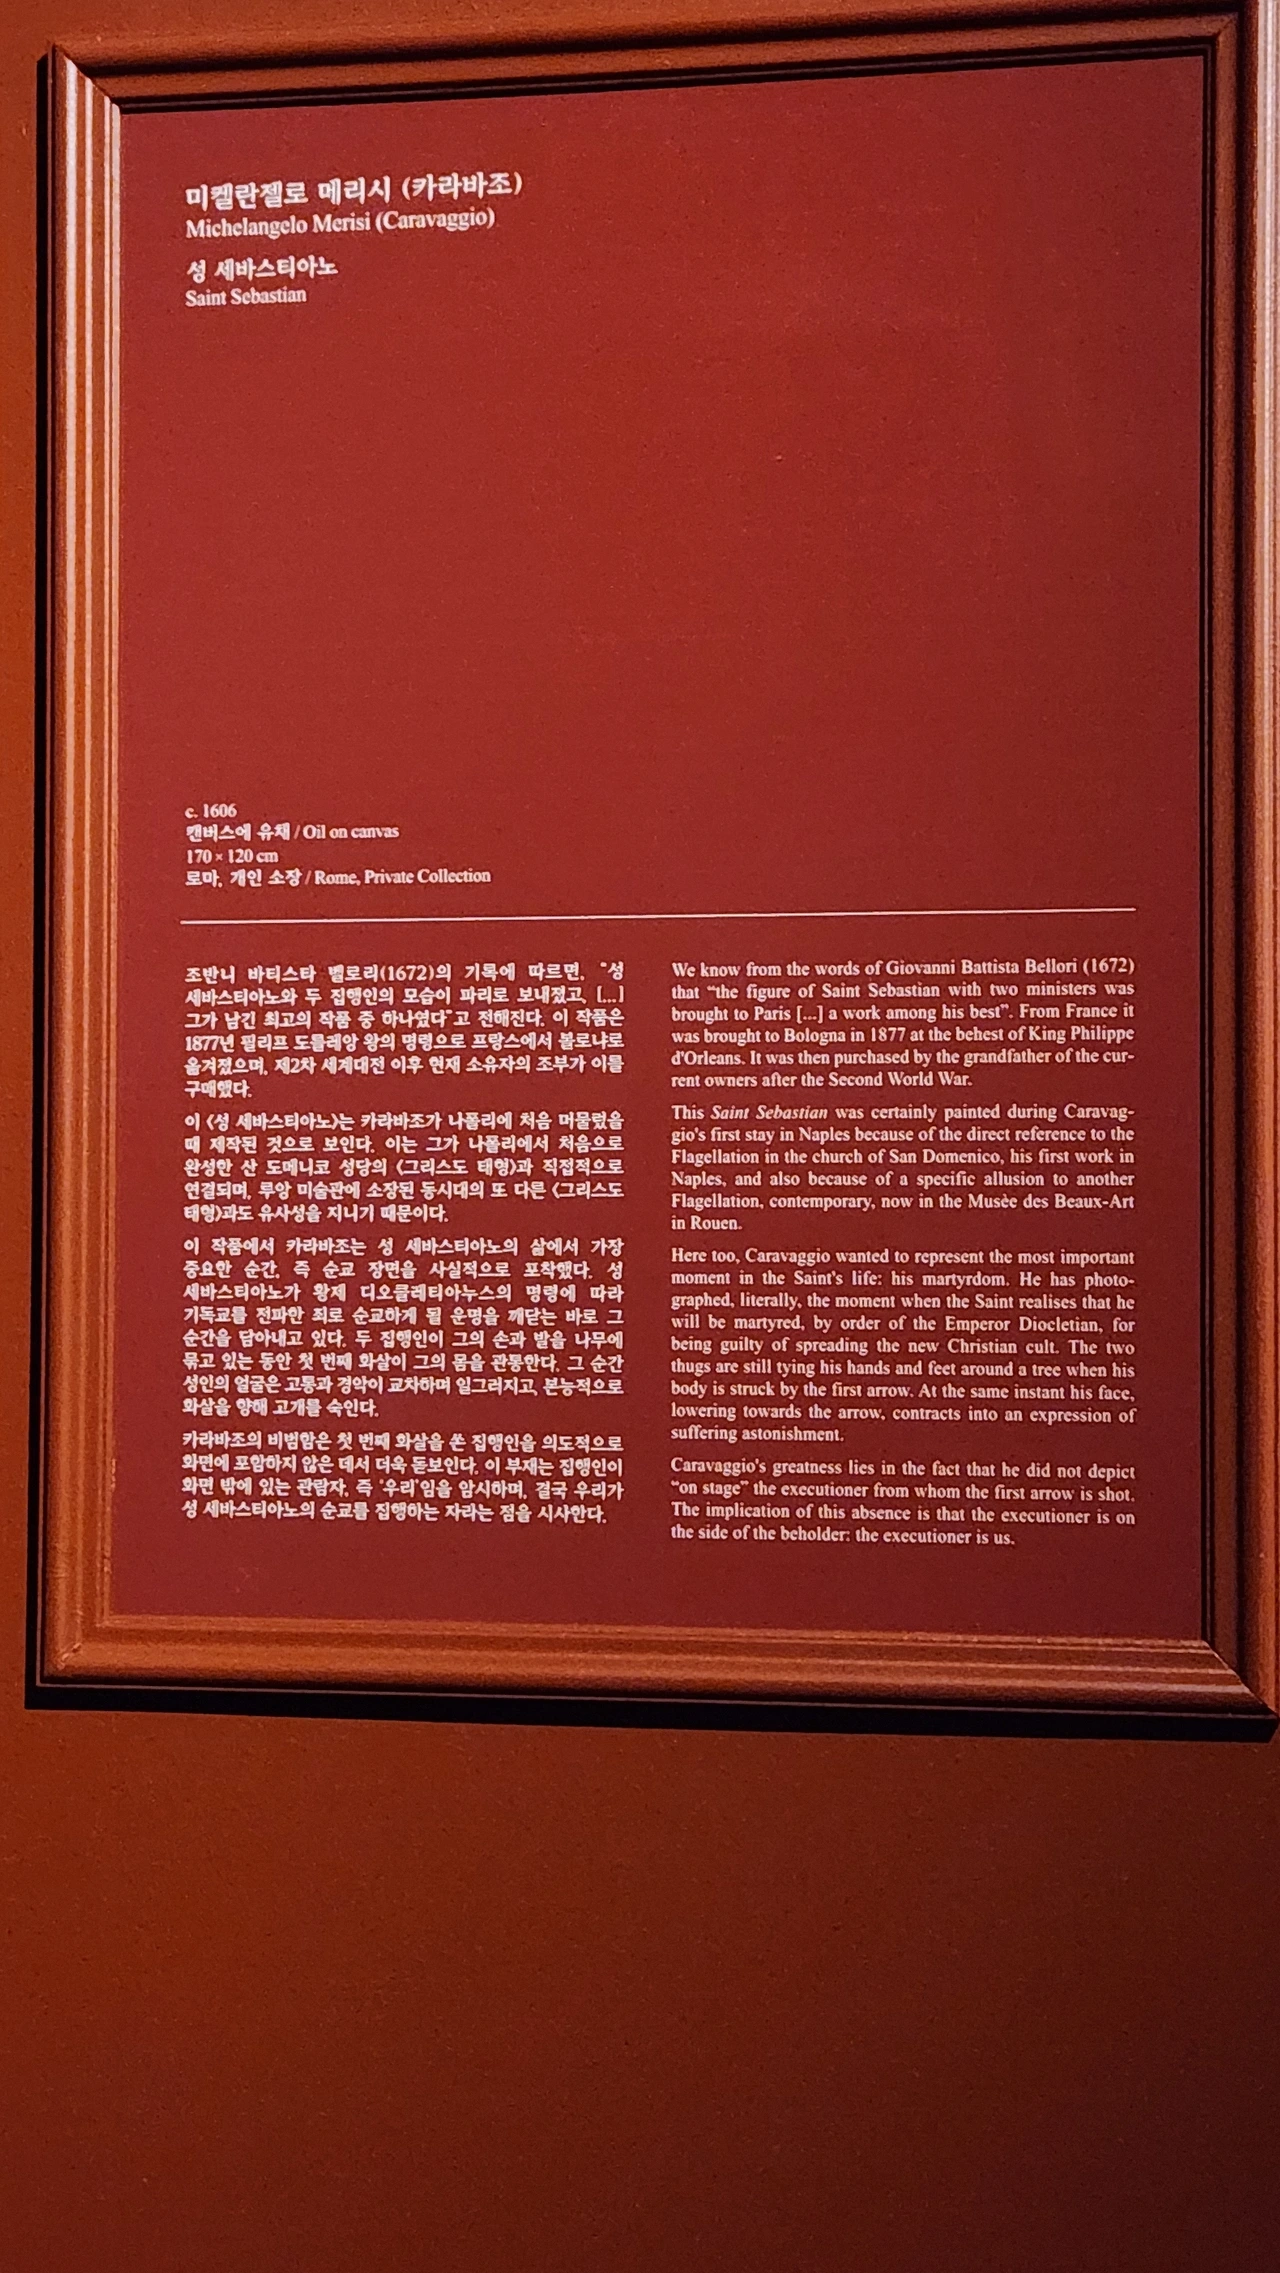 미켈란젤로 메리시 (카라바조)
Michelangelo Merisi (Caravaggio)
성 세바스티아노
Saint Sebastian
c. 1606
캔버스에 유채 / Oil on canvas
170 × 120 cm
로마, 개인 소장 / Rome, Private Collection
조반니 바티스타 벨로리(1672)의 기록에 따르면, “성
세바스티아노와 두 집행인의 모습이 파리로 보내졌고, [...]
그가 남긴 최고의 작품 중 하나였다”고 전해진다. 이 작품은
1877년 필리프 도를레앙 왕의 명령으로 프랑스에서 볼로냐로
옮겨졌으며, 제2차 세계대전 이후 현재 소유자의 조부가 이를
구매했다.
이 〈성 세바스티아노〉는 카라바조가 나폴리에 처음 머물렀을
때 제작된 것으로 보인다. 이는 그가 나폴리에서 처음으로
완성한 산 도메니코 성당의 〈그리스도 태형〉과 직접적으로
연결되며, 루앙 미술관에 소장된 동시대의 또 다른 〈그리스도
태형〉과도 유사성을 지니기 때문이다.
이 작품에서 카라바조는 성 세바스티아노의 삶에서 가장
중요한 순간, 즉 순교 장면을 사실적으로 포착했다. 성
세바스티아노가 황제 디오클레티아누스의 명령에 따라
기독교를 전파한 죄로 순교하게 될 운명을 깨닫는 바로 그
순간을 담아내고 있다. 두 집행인이 그의 손과 발을 나무에
묶고 있는 동안 첫 번째 화살이 그의 몸을 관통한다. 그 순간
성인의 얼굴은 고통과 경악이 교차하며 일그러지고, 본능적으로
화살을 향해 고개를 숙인다.
카라바조의 비범함은 첫 번째 화살을 쏜 집행인을 의도적으로
화면에 포함하지 않은 데서 더욱 돋보인다. 이 부재는 집행인이
화면 밖에 있는 관람자, 즉 ‘우리’임을 암시하며, 결국 우리가
성 세바스티아노의 순교를 집행하는 자라는 점을 시사한다.
We know from the words of Giovanni Battista Bellori (1672)
that “the figure of Saint Sebastian with two ministers was
brought to Paris [...] a work among his best”. From France it
was brought to Bologna in 1877 at the behest of King Philippe
d'Orleans. It was then purchased by the grandfather of the cur-
rent owners after the Second World War.
This Saint Sebastian was certainly painted during Caravag-
gio's first stay in Naples because of the direct reference to the
Flagellation in the church of San Domenico, his first work in
Naples, and also because of a specific allusion to another
Flagellation, contemporary, now in the Musèe des Beaux-Art
in Rouen.
Here too, Caravaggio wanted to represent the most important
moment in the Saint's life: his martyrdom. He has photo-
graphed, literally, the moment when the Saint realises that he
will be martyred, by order of the Emperor Diocletian, for
being guilty of spreading the new Christian cult. The two
thugs are still tying his hands and feet around a tree when his
body is struck by the first arrow. At the same instant his face,
lowering towards the arrow, contracts into an expression of
suffering astonishment.
Caravaggio's greatness lies in the fact that he did not depict
“on stage” the executioner from whom the first arrow is shot.
The implication of this absence is that the executioner is on
the side of the beholder: the executioner is us.